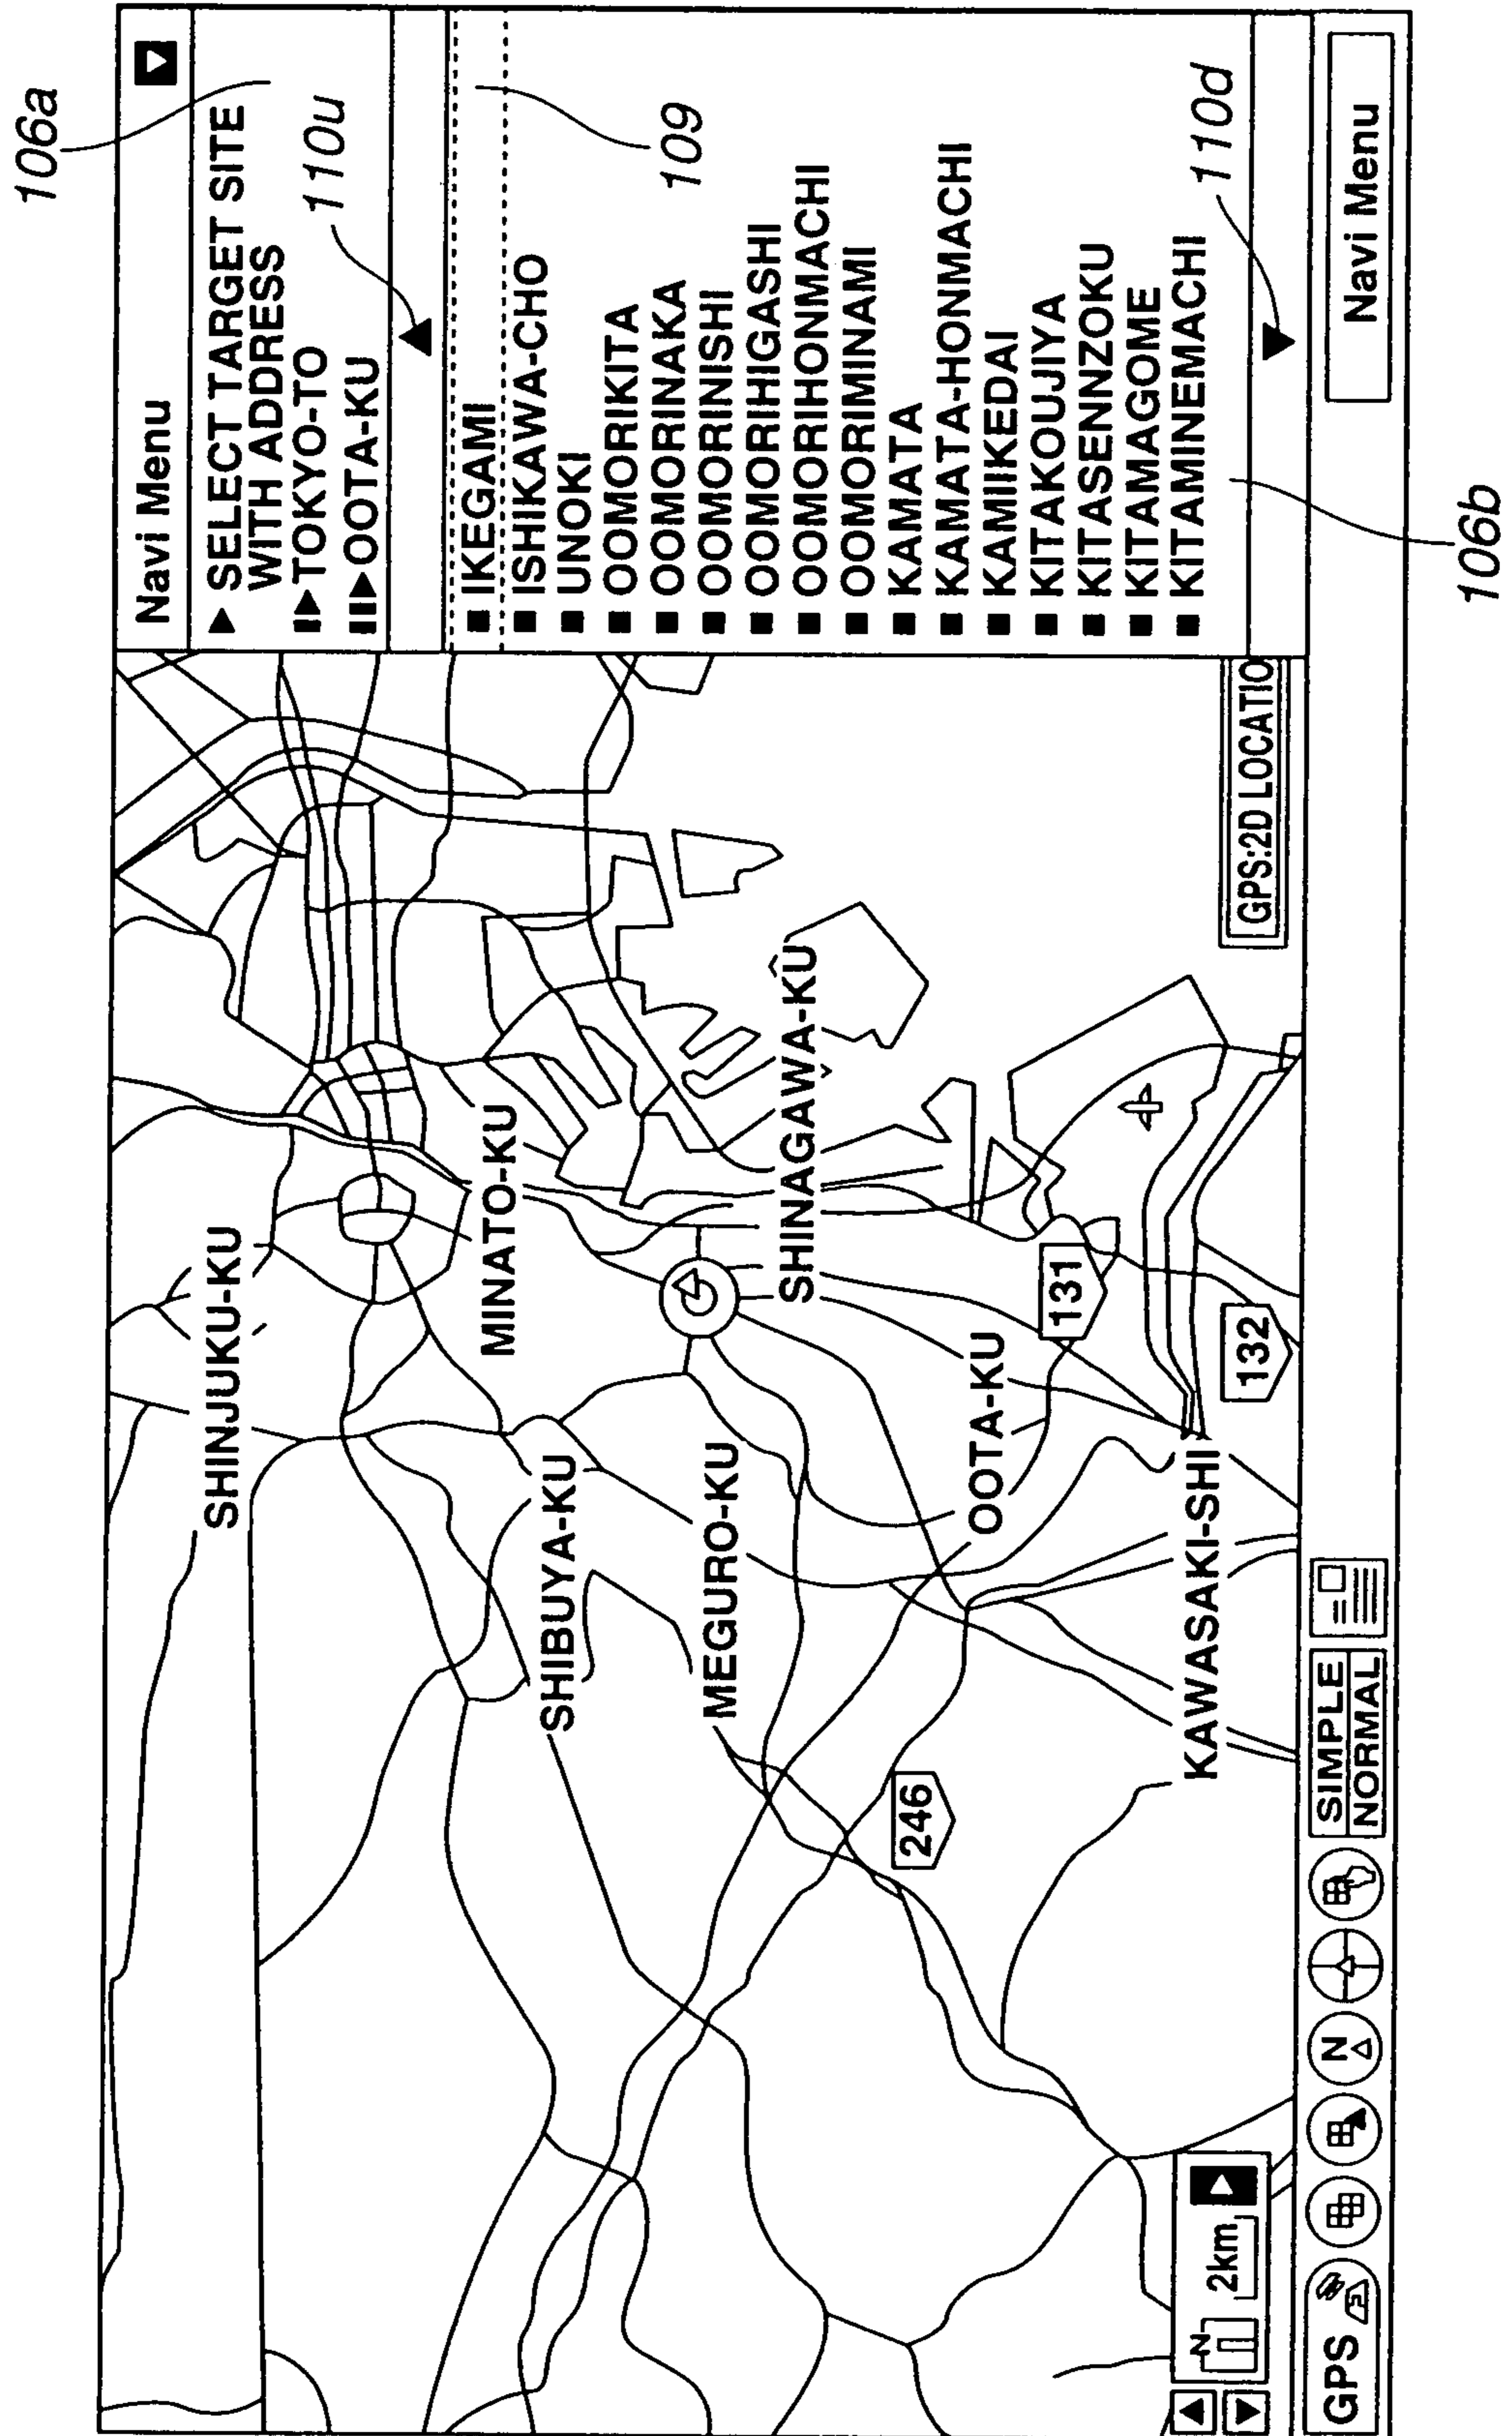 106a
Navi Menu
▶ SELECT TARGET SITE
WITH ADDRESS
TOKYO-TO
OOTA-KU
110u
109
■ IKEGAMI
■ ISHIKAWA-CHO
■ UNOKI
■ OOMORIKITA
■ OOMORINAKA
■ OOMORINISHI
■ OOMORIHIGASHI
■ OOMORIHONMACHI
■ OOMORIMINAMI
■ KAMATA
■ KAMATA-HONMACHI
■ KAMIIKEDAI
■ KITAKOUJIYA
■ KITASENNZOKU
■ KITAMAGOME
■ KITAMINEMACHI
110d
106b
SHINJUKU-KU
MINATO-KU
SHIBUYA-KU
MEGURO-KU
SHINAGAWA-KU
246
OOTA-KU
131
KAWASAKI-SHI
132
N
2km
GPS:2D LOCATIO
GPS
N
SIMPLE
NORMAL
Navi Menu